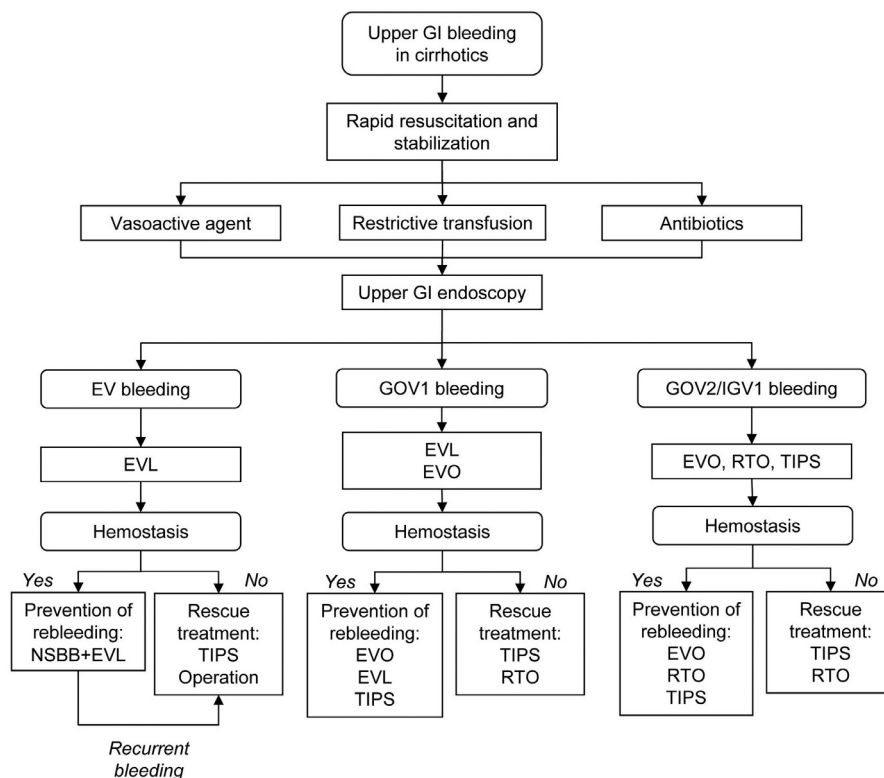 Upper GI bleeding
in cirrhotics
Rapid resuscitation and
stabilization
Vasoactive agent
Restrictive transfusion
Antibiotics
Upper GI endoscopy
EV bleeding
GOV1 bleeding
GOV2/IGV1 bleeding
EVL
EVL
EVO
EVO, RTO, TIPS
Hemostasis
Hemostasis
Hemostasis
Yes
No
Yes
No
Yes
No
Prevention of
rebleeding:
NSBB+EVL
Rescue
treatment:
TIPS
Operation
Prevention of
rebleeding:
EVO
EVL
TIPS
Rescue
treatment:
TIPS
RTO
Prevention of
rebleeding:
EVO
RTO
TIPS
Rescue
treatment:
TIPS
RTO
Recurrent
bleeding